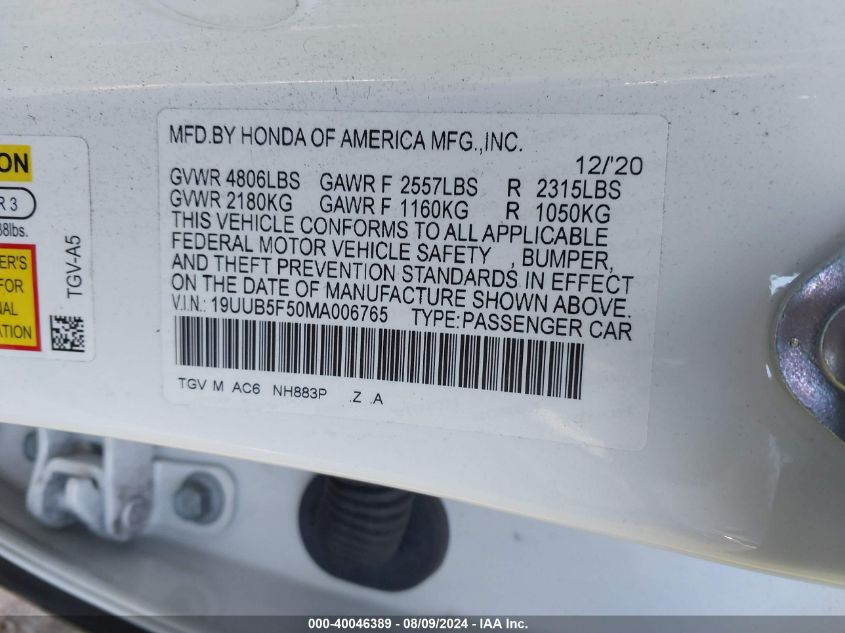 ON
R 3
8lbs.
ER'S
FOR
NAL
ATION
TGV-A5
MFD.BY HONDA OF AMERICA MFG.,INC.
12/'20
GVWR 4806LBS GAWR F 2557LBS R 2315LBS
GVWR 2180KG GAWR F 1160KG R 1050KG
THIS VEHICLE CONFORMS TO ALL APPLICABLE
FEDERAL MOTOR VEHICLE SAFETY , BUMPER,
AND THEFT PREVENTION STANDARDS IN EFFECT
ON THE DATE OF MANUFACTURE SHOWN ABOVE.
V.I.N.: 19UUB5F50MA006765 TYPE:PASSENGER CAR
TGV M AC6 NH883P .Z .A
000-40046389 - 08/09/2024 - IAA Inc.